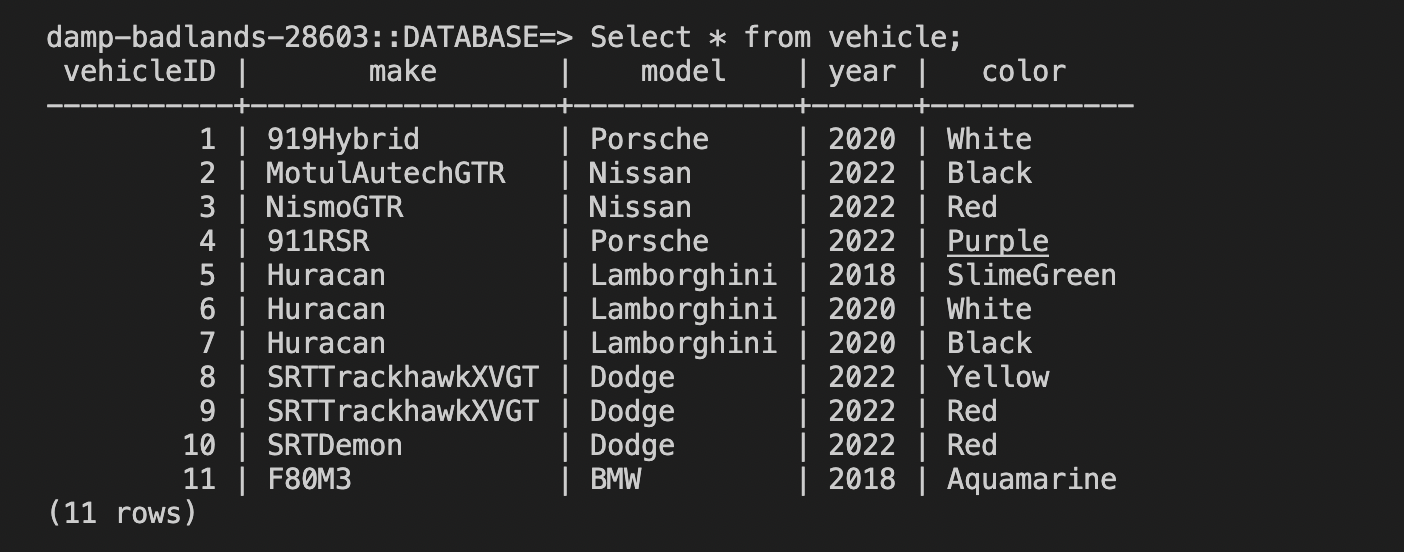 damp-badlands-28603::DATABASE=> Select * from vehicle;
 vehicleID |       make       |    model    | year |   color
-----------+------------------+-------------+------+------------
         1 | 919Hybrid        | Porsche     | 2020 | White
         2 | MotulAutechGTR   | Nissan      | 2022 | Black
         3 | NismoGTR         | Nissan      | 2022 | Red
         4 | 911RSR           | Porsche     | 2022 | Purple
         5 | Huracan          | Lamborghini | 2018 | SlimeGreen
         6 | Huracan          | Lamborghini | 2020 | White
         7 | Huracan          | Lamborghini | 2020 | Black
         8 | SRTTrackhawkXVGT | Dodge       | 2022 | Yellow
         9 | SRTTrackhawkXVGT | Dodge       | 2022 | Red
        10 | SRTDemon         | Dodge       | 2022 | Red
        11 | F80M3            | BMW         | 2018 | Aquamarine
(11 rows)